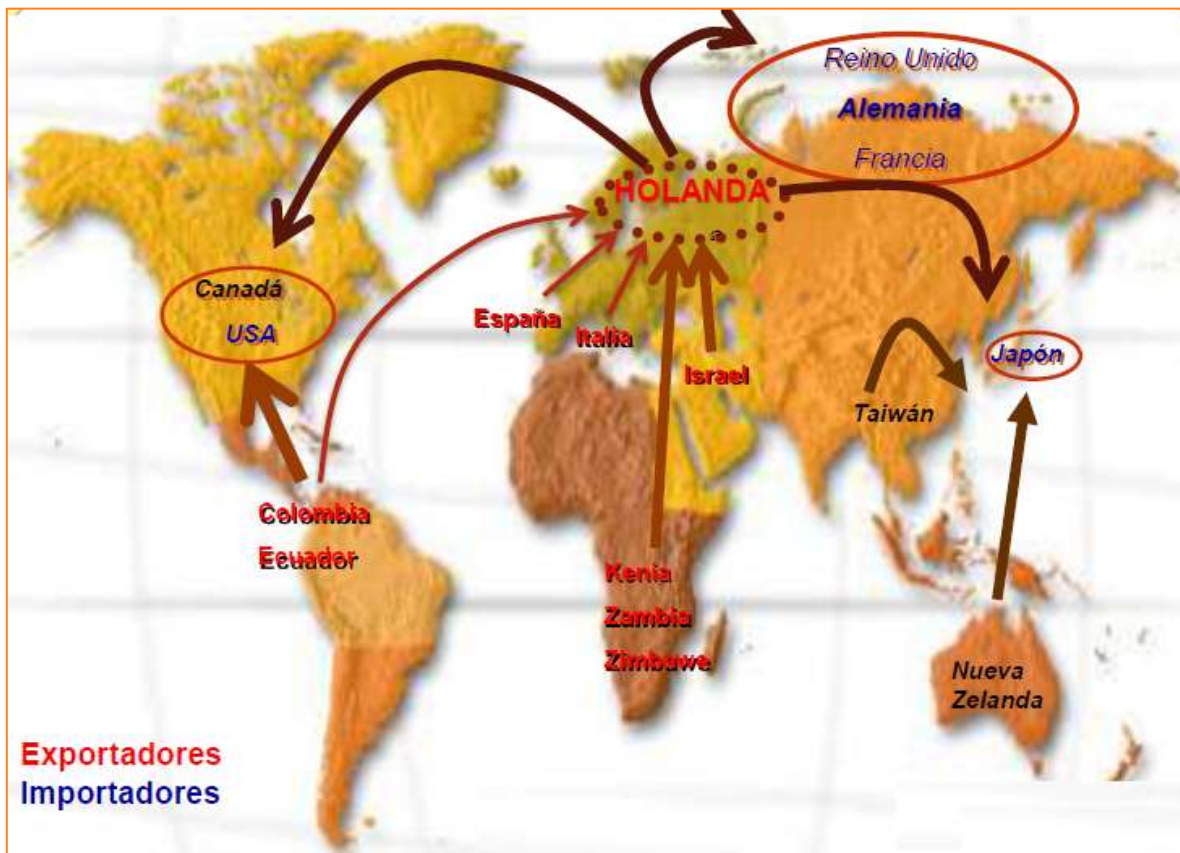 Reino Unido
Alemania
Francia
HOLANDA
Canadá
USA
España
Italia
Israel
Japón
Taiwán
Colombia
Ecuador
Kenia
Zambia
Zimbawe
Nueva
Zelanda
Exportadores
Importadores